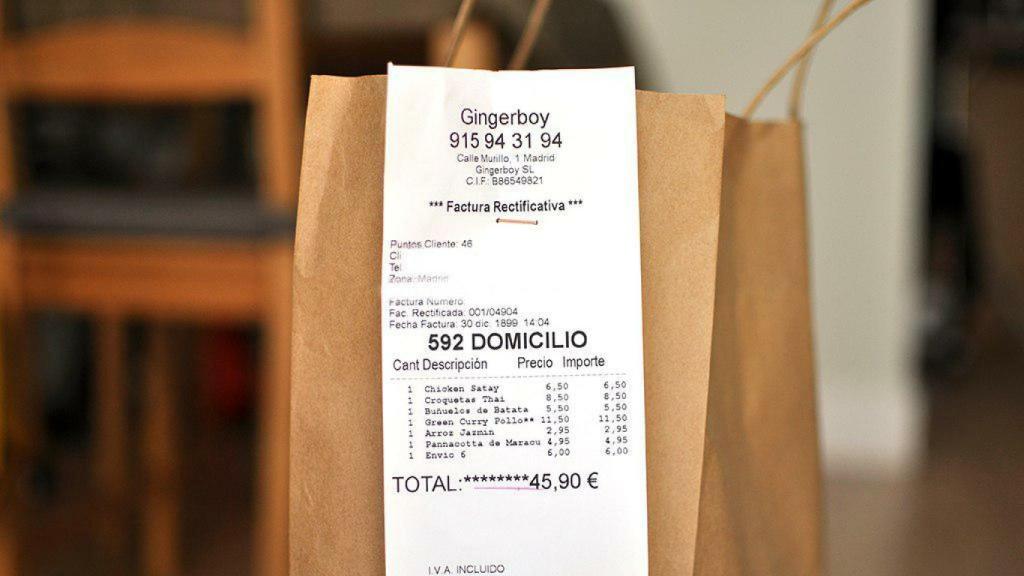 Gingerboy
915 94 31 94
Calle Murillo, 1 Madrid
Gingerboy SL
C.I.F.: B86549821
*** Factura Rectificativa ***
Puntos Cliente: 46
Cli
Tel
Zona: Madrid
Factura Numero:
Fac. Rectificada: 001/04904
Fecha Factura: 30 dic. 1899 14:04
592 DOMICILIO
Cant Descripción Precio Importe
1 Chicken Satay 6,50 6,50
1 Croquetas Thai 8,50 8,50
1 Buñuelos de Batata 5,50 5,50
1 Green Curry Pollo** 11,50 11,50
1 Arroz Jazmin 2,95 2,95
1 Pannacotta de Maracu 4,95 4,95
1 Envio 6 6,00 6,00
TOTAL:********45,90 €
I.V.A. INCLUIDO